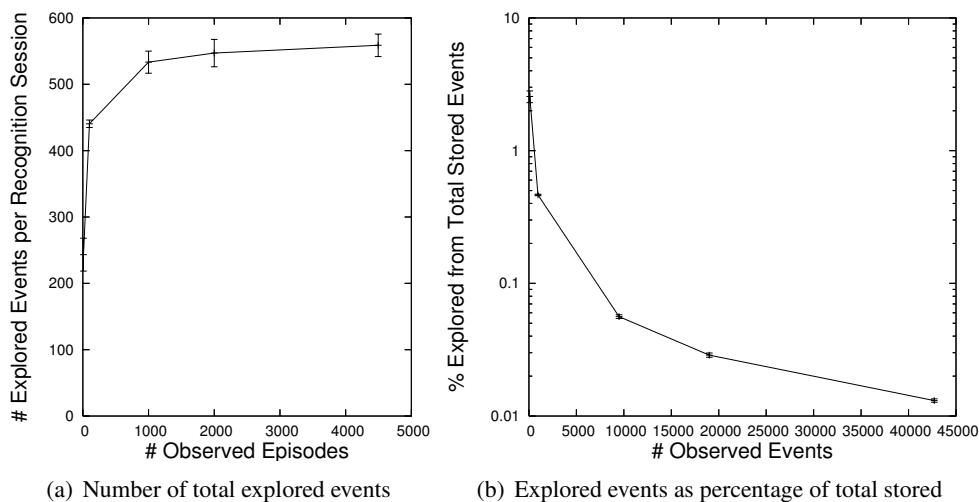 # Explored Events per Recognition Session
600
500
400
300
200
100
0
0 1000 2000 3000 4000 5000
# Observed Episodes
(a) Number of total explored events
% Explored from Total Stored Events
10
1
0.1
0.01
0 5000 10000 15000 20000 25000 30000 35000 40000 45000
# Observed Events
(b) Explored events as percentage of total stored